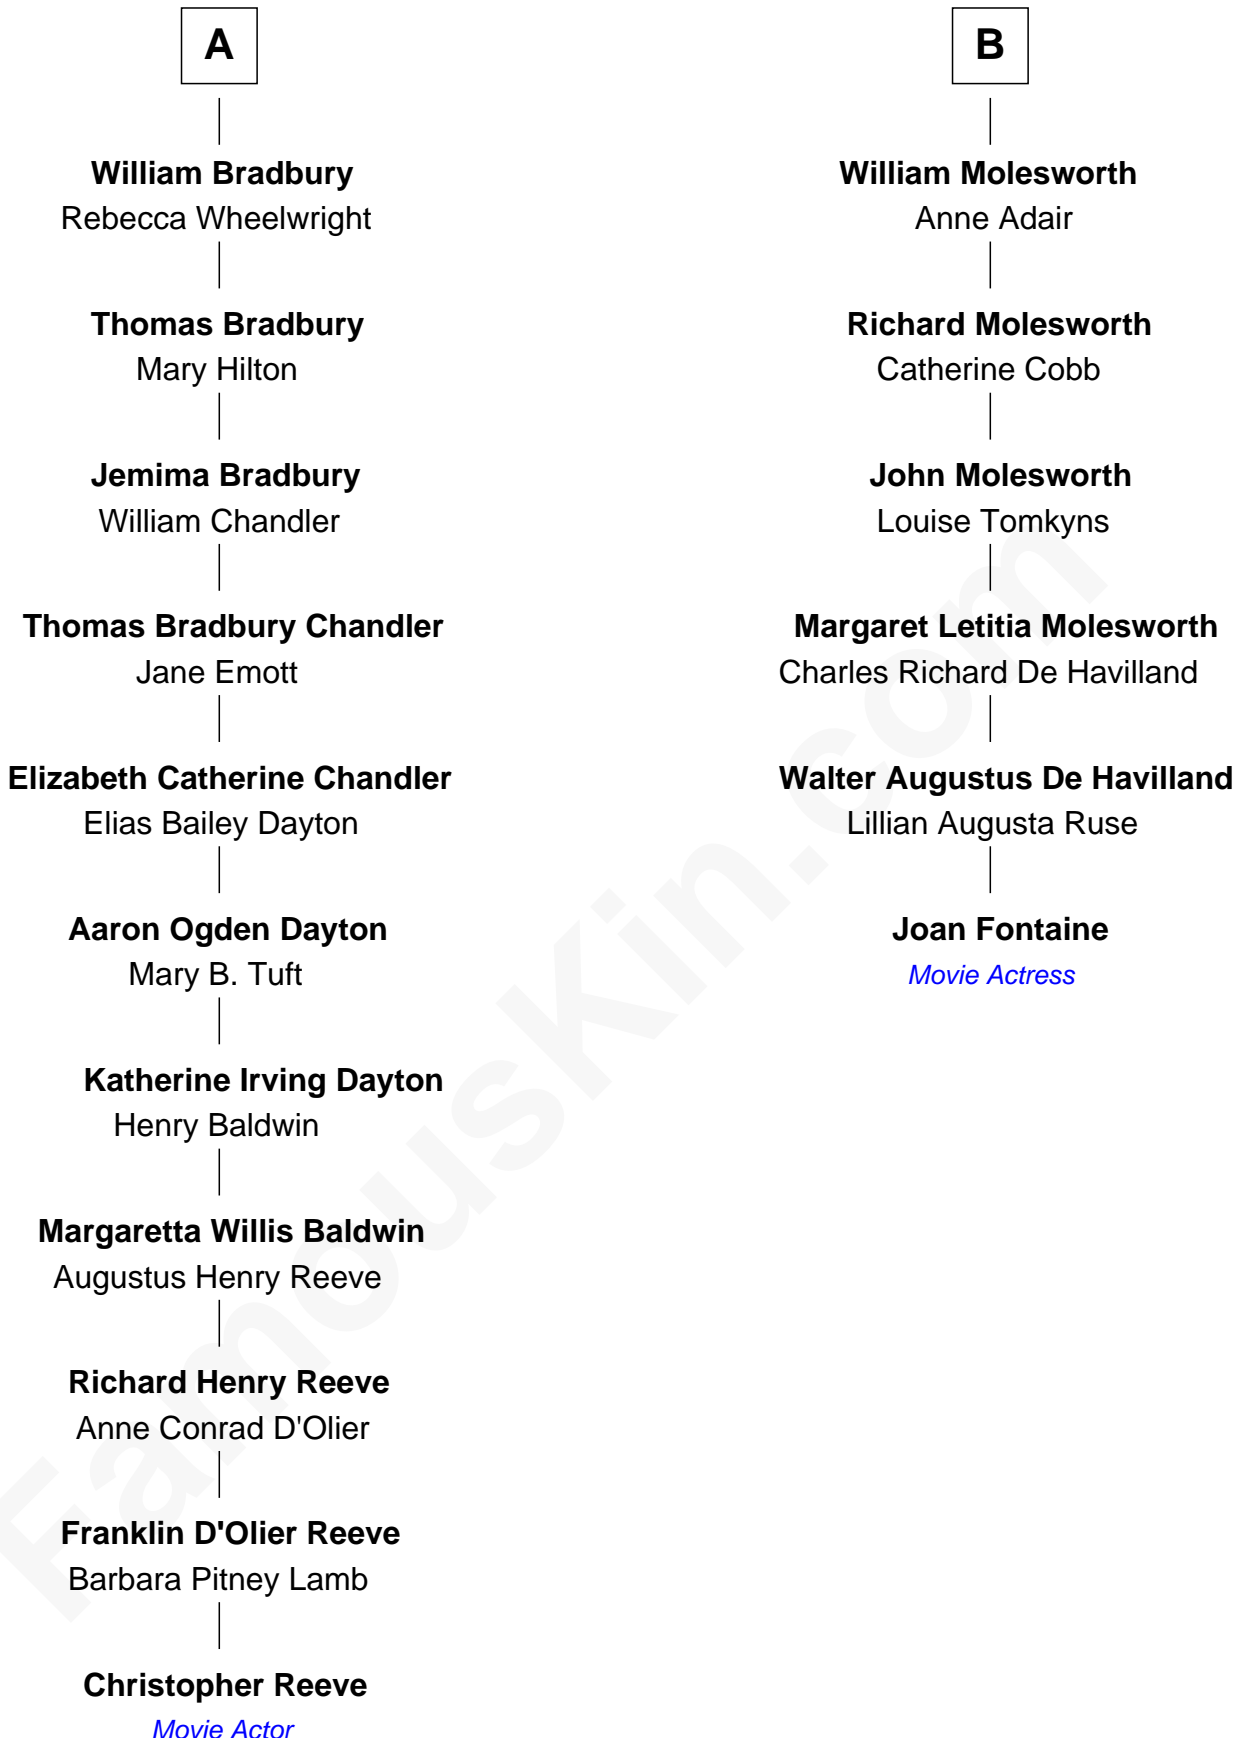 A
William Bradbury
Rebecca Wheelwright
Thomas Bradbury
Mary Hilton
Jemima Bradbury
William Chandler
Thomas Bradbury Chandler
Jane Emott
Elizabeth Catherine Chandler
Elias Bailey Dayton
Aaron Ogden Dayton
Mary B. Tuft
Katherine Irving Dayton
Henry Baldwin
Margaretta Willis Baldwin
Augustus Henry Reeve
Richard Henry Reeve
Anne Conrad D'Olier
Franklin D'Olier Reeve
Barbara Pitney Lamb
Christopher Reeve
Movie Actor
B
William Molesworth
Anne Adair
Richard Molesworth
Catherine Cobb
John Molesworth
Louise Tomkyns
Margaret Letitia Molesworth
Charles Richard De Havilland
Walter Augustus De Havilland
Lillian Augusta Ruse
Joan Fontaine
Movie Actress
FamousKin.com